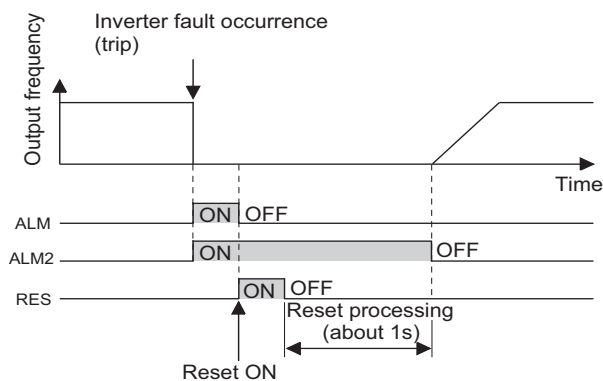 Inverter fault occurrence
(trip)
Output frequency
Time
ALM
ON
OFF
ALM2
ON
OFF
RES
ON
OFF
Reset processing
(about 1s)
Reset ON